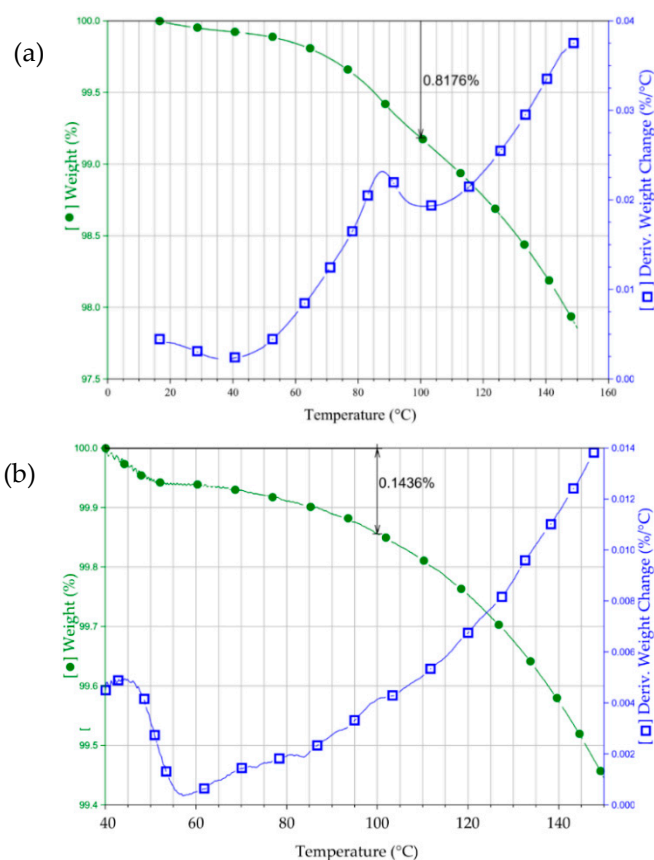 (a)
100.0
99.5
99.0
98.5
98.0
97.5
[ ● ] Weight (%)
0.8176%
0.04
0.03
0.02
0.01
0.00
[ □ ] Deriv. Weight Change (%/°C)
0 20 40 60 80 100 120 140 160
Temperature (°C)
(b)
100.0
99.9
99.8
99.7
99.6
99.5
99.4
[ ● ] Weight (%)
[
0.1436%
0.014
0.012
0.010
0.008
0.006
0.004
0.002
0.000
[ □ ] Deriv. Weight Change (%/°C)
40 60 80 100 120 140
Temperature (°C)